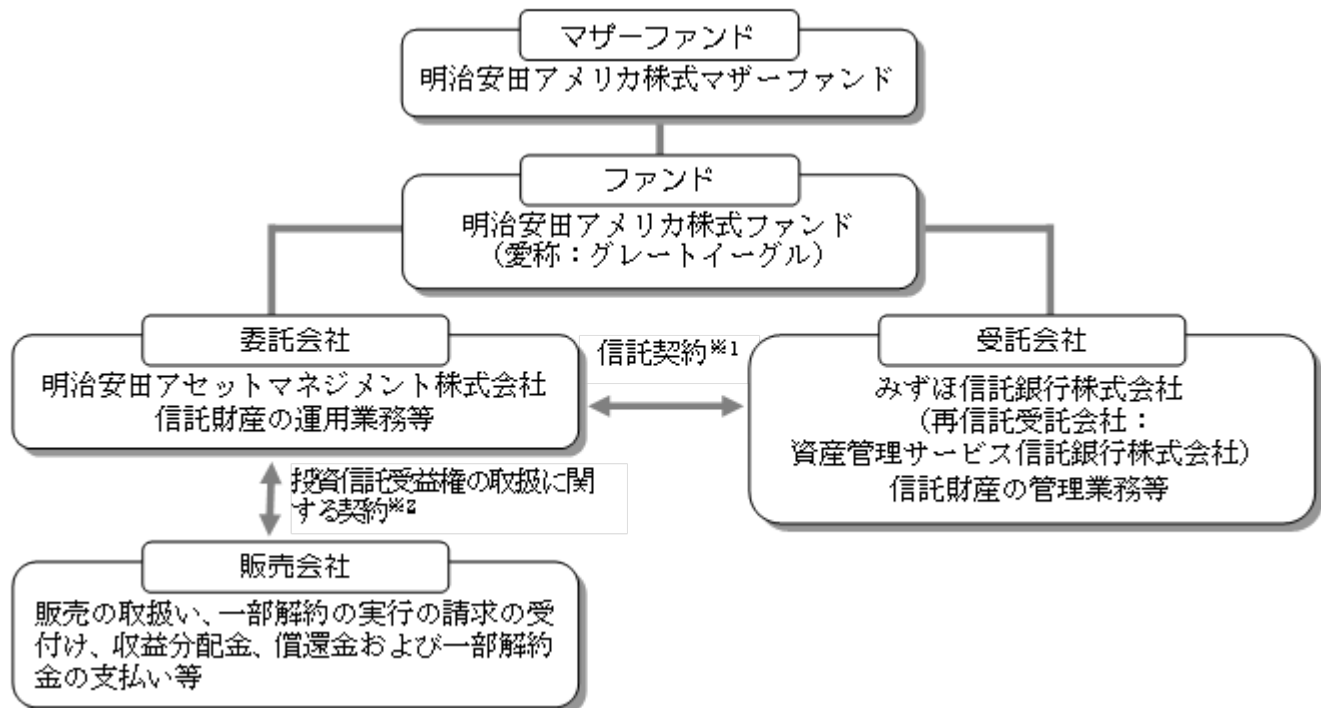 マザーファンド
明治安田アメリカ株式マザーファンド
ファンド
明治安田アメリカ株式ファンド
(愛称：グレートイーグル)
委託会社
明治安田アセットマネジメント株式会社
信託財産の運用業務等
信託契約※1
受託会社
みずほ信託銀行株式会社
(再信託受託会社：
資産管理サービス信託銀行株式会社)
信託財産の管理業務等
投資信託受益権の取扱に関
する契約※2
販売会社
販売の取扱い、一部解約の実行の請求の受
付け、収益分配金、償還金および一部解約
金の支払い等